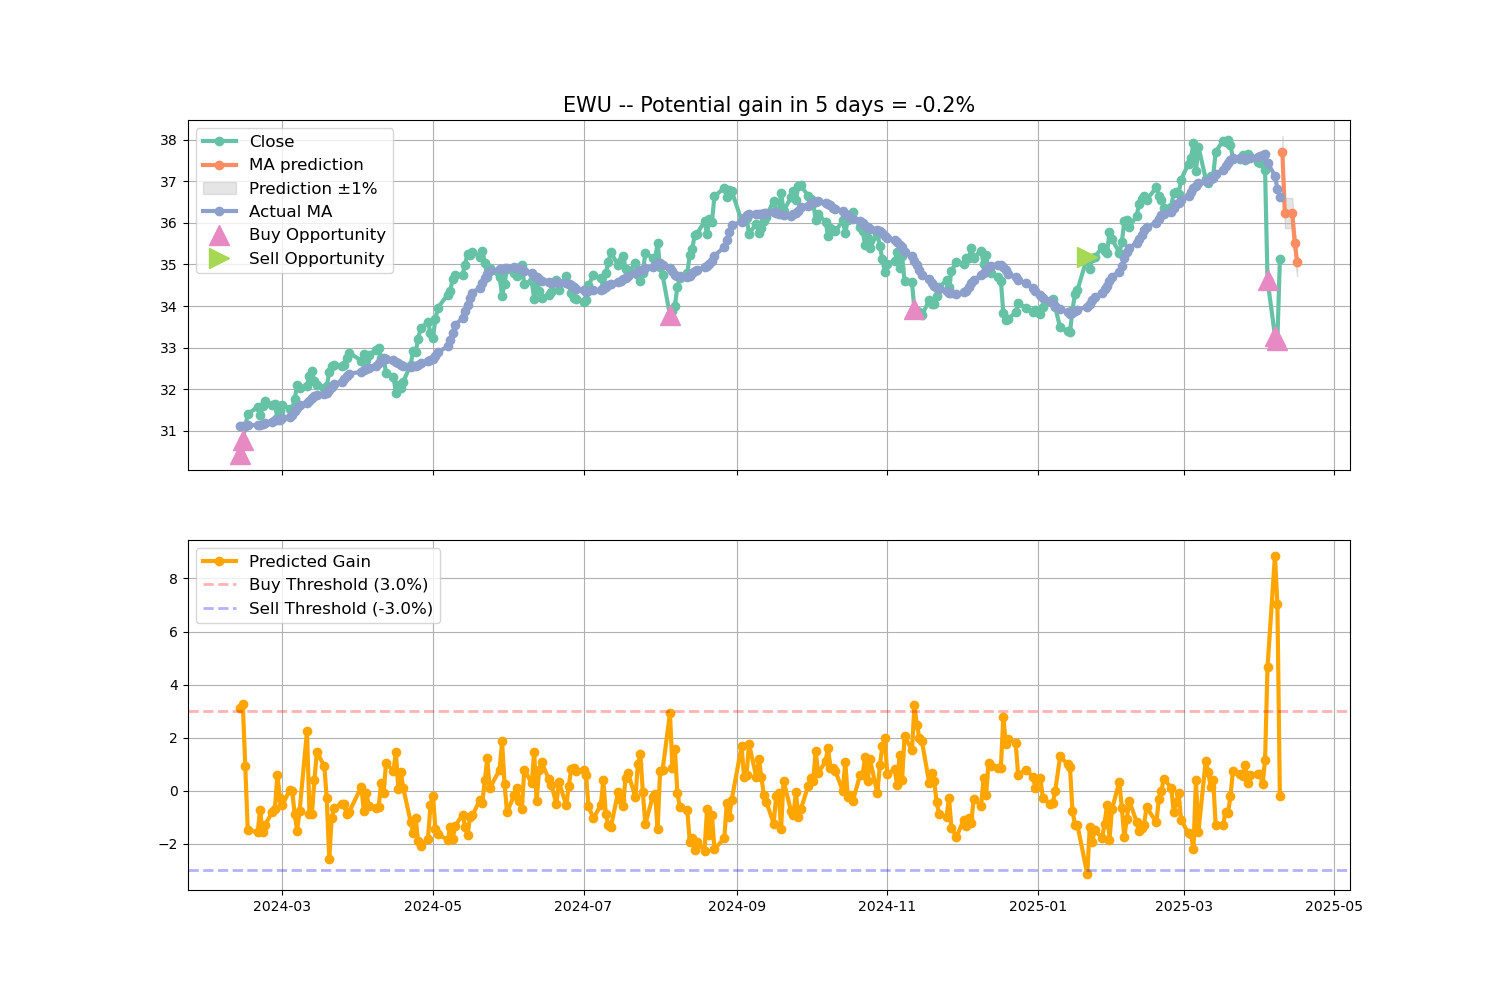 EWU -- Potential gain in 5 days = -0.2%
38
37
36
35
34
33
32
31
Close
MA prediction
Prediction ±1%
Actual MA
Buy Opportunity
Sell Opportunity
8
6
4
2
0
−2
Predicted Gain
Buy Threshold (3.0%)
Sell Threshold (-3.0%)
2024-03 2024-05 2024-07 2024-09 2024-11 2025-01 2025-03 2025-05